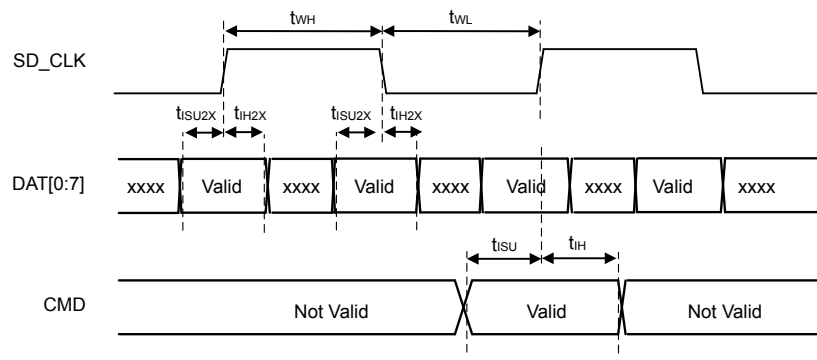 tWH tWL
SD_CLK
tISU2X tIH2X tISU2X tIH2X
DAT[0:7] xxxx Valid xxxx Valid xxxx Valid xxxx Valid xxxx
tISU tIH
CMD Not Valid Valid Not Valid